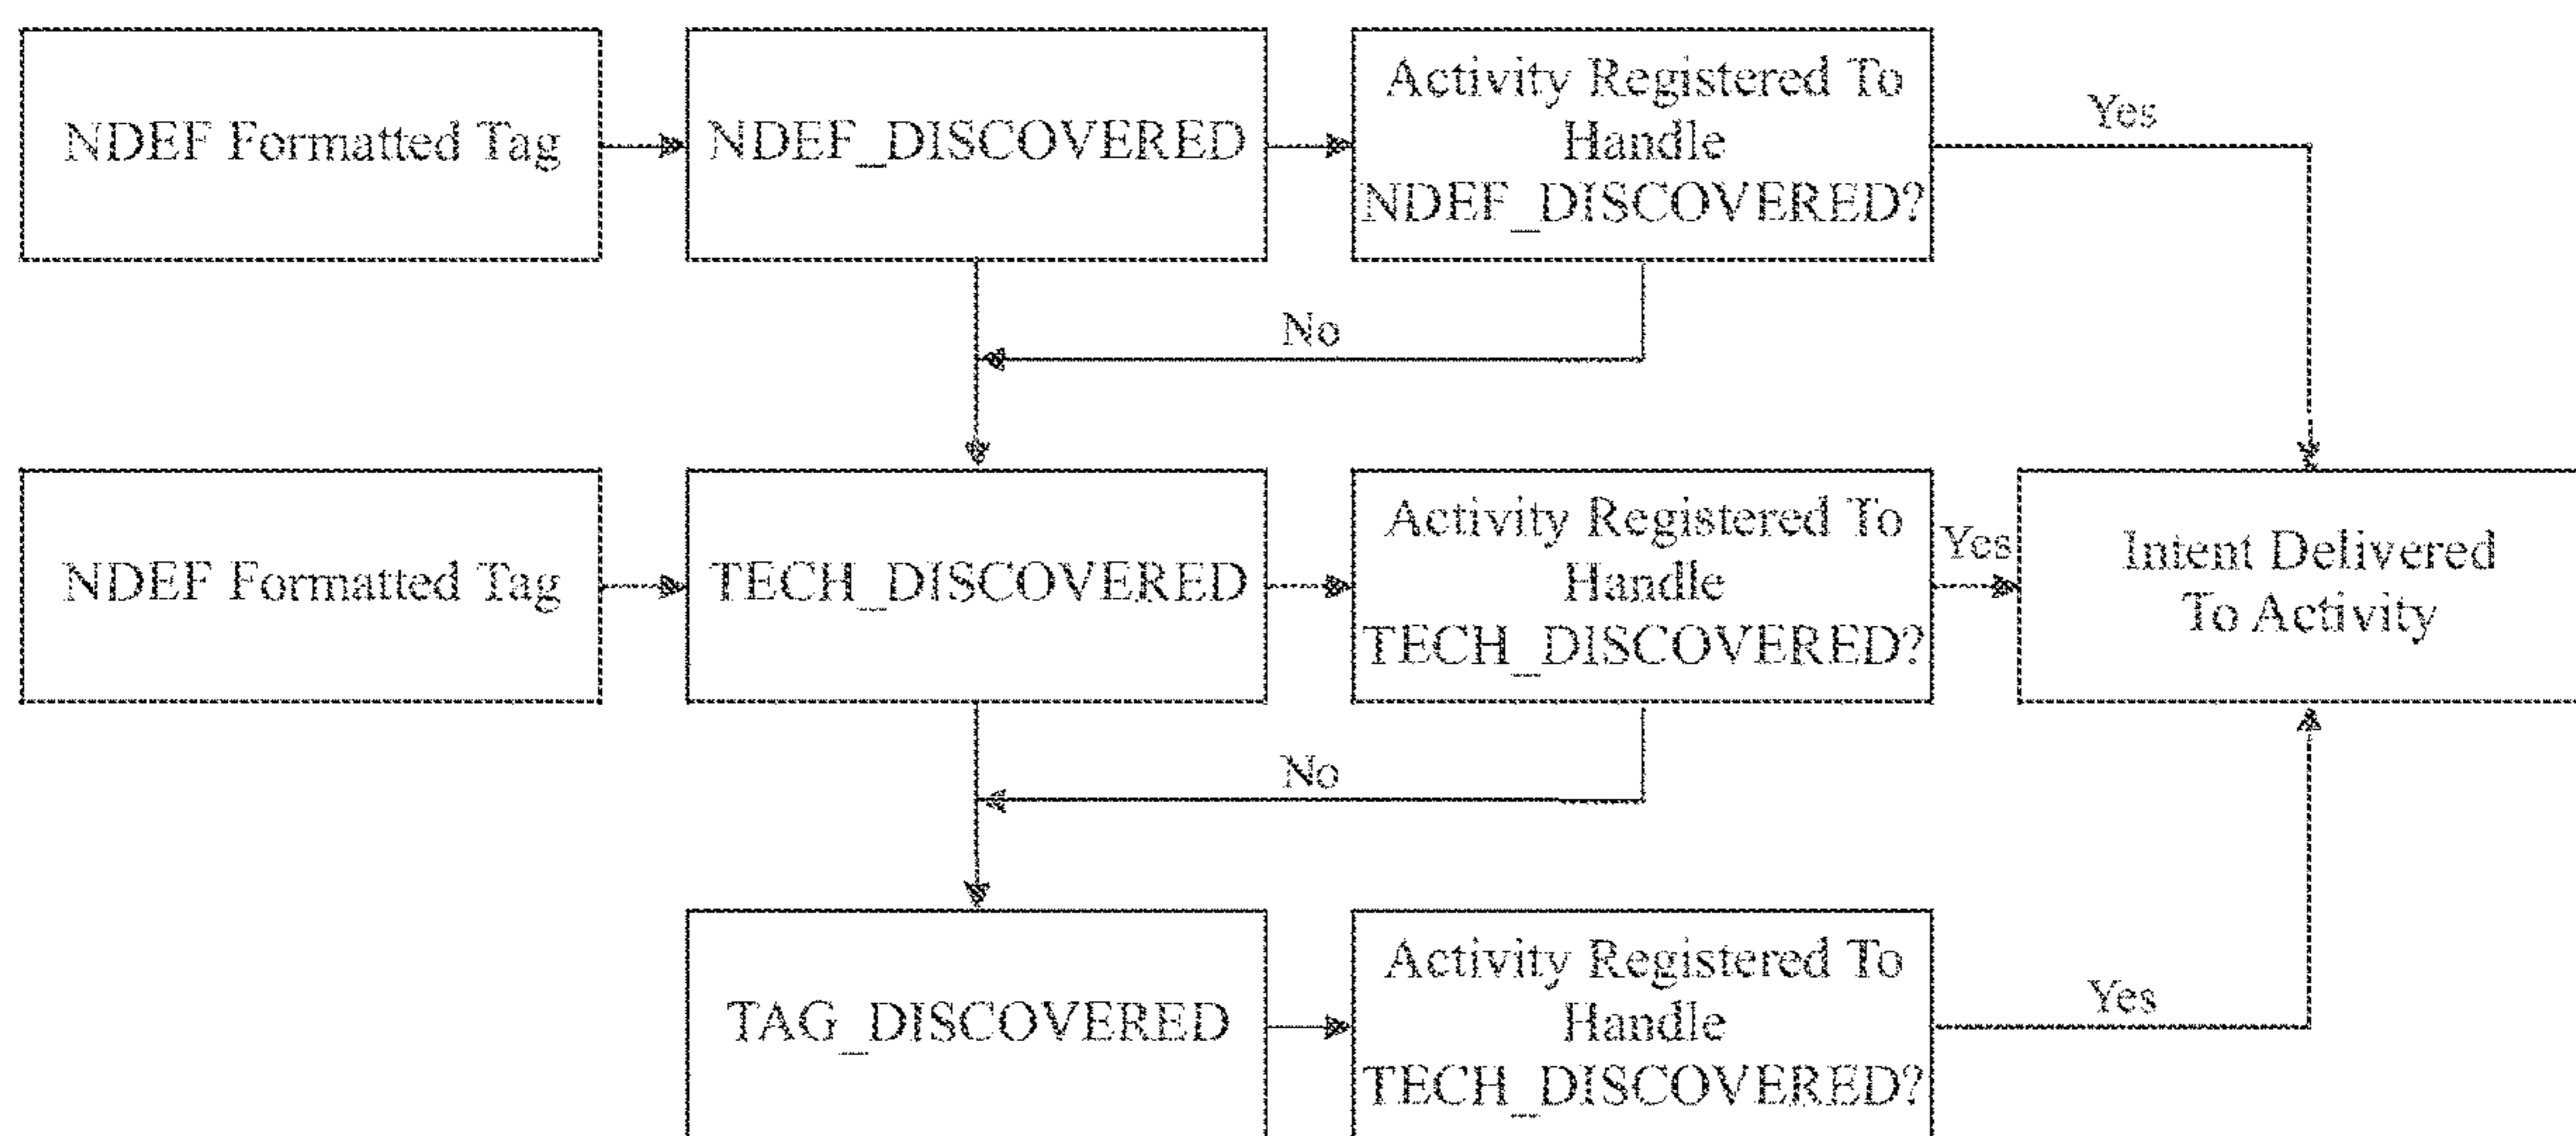 NDEF Formatted Tag
NDEF_DISCOVERED
Activity Registered To
Handle
NDEF_DISCOVERED?
Yes
No
NDEF Formatted Tag
TECH_DISCOVERED
Activity Registered To
Handle
TECH_DISCOVERED?
Yes
Intent Delivered
To Activity
No
TAG_DISCOVERED
Activity Registered To
Handle
TECH_DISCOVERED?
Yes